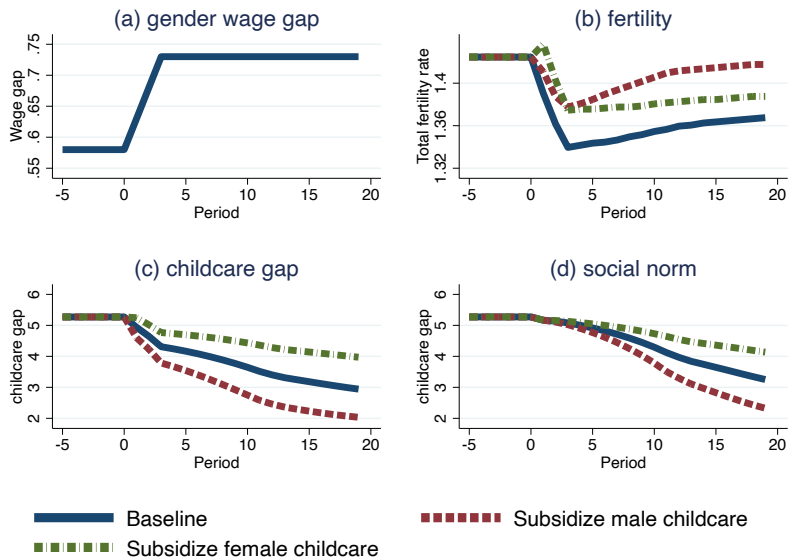 (a) gender wage gap
Wage gap
.75
.7
.65
.6
.55
-5 0 5 10 15 20
Period
(b) fertility
Total fertility rate
1.4
1.36
1.32
-5 0 5 10 15 20
Period
(c) childcare gap
childcare gap
6
5
4
3
2
-5 0 5 10 15 20
Period
(d) social norm
childcare gap
6
5
4
3
2
-5 0 5 10 15 20
Period
Baseline
Subsidize male childcare
Subsidize female childcare